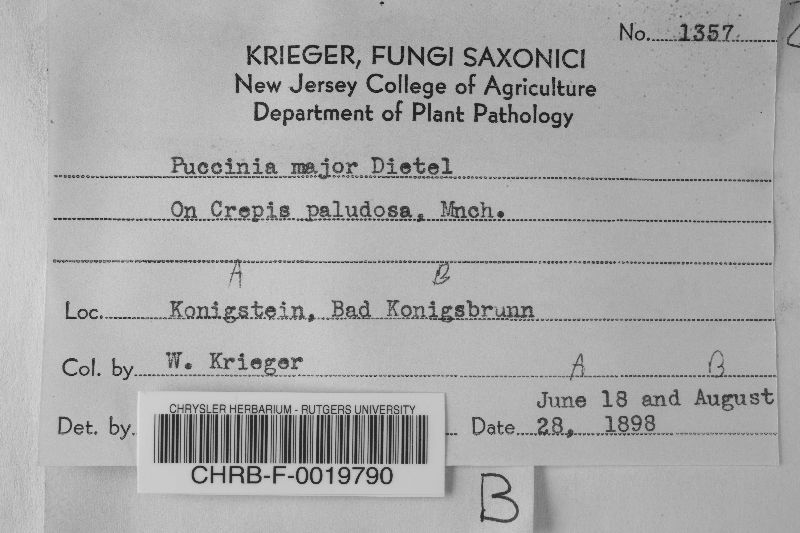 No. 1357
KRIEGER, FUNGI SAXONICI
New Jersey College of Agriculture
Department of Plant Pathology
Puccinia major Dietel
On Crepis paludosa, Mnch.
A B
Loc. Konigstein, Bad Konigsbrunn
Col. by W. Krieger
A B
Det. by
Date June 18 and August
28, 1898
CHRYSLER HERBARIUM - RUTGERS UNIVERSITY
CHRB-F-0019790
B